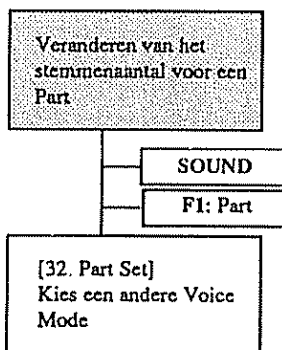 Veranderen van het
stemmenaantal voor een
Part
SOUND
F1: Part
[32. Part Set]
Kies een andere Voice
Mode